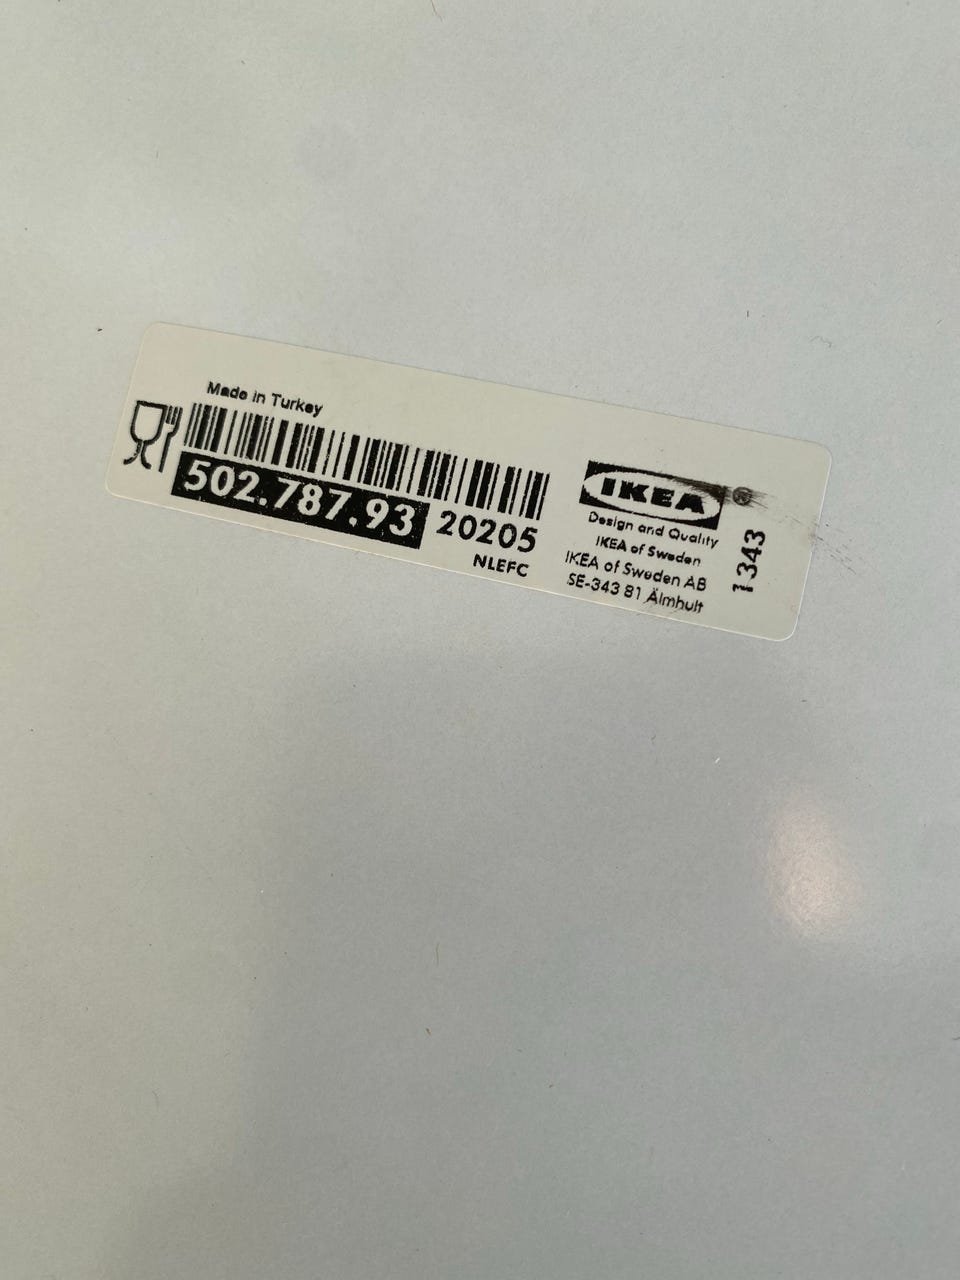 Made in Turkey
502.787.93 20205
NLEFC
IKEA ®
Design and Quality
IKEA of Sweden
IKEA of Sweden AB
SE-343 81 Älmhult
1343